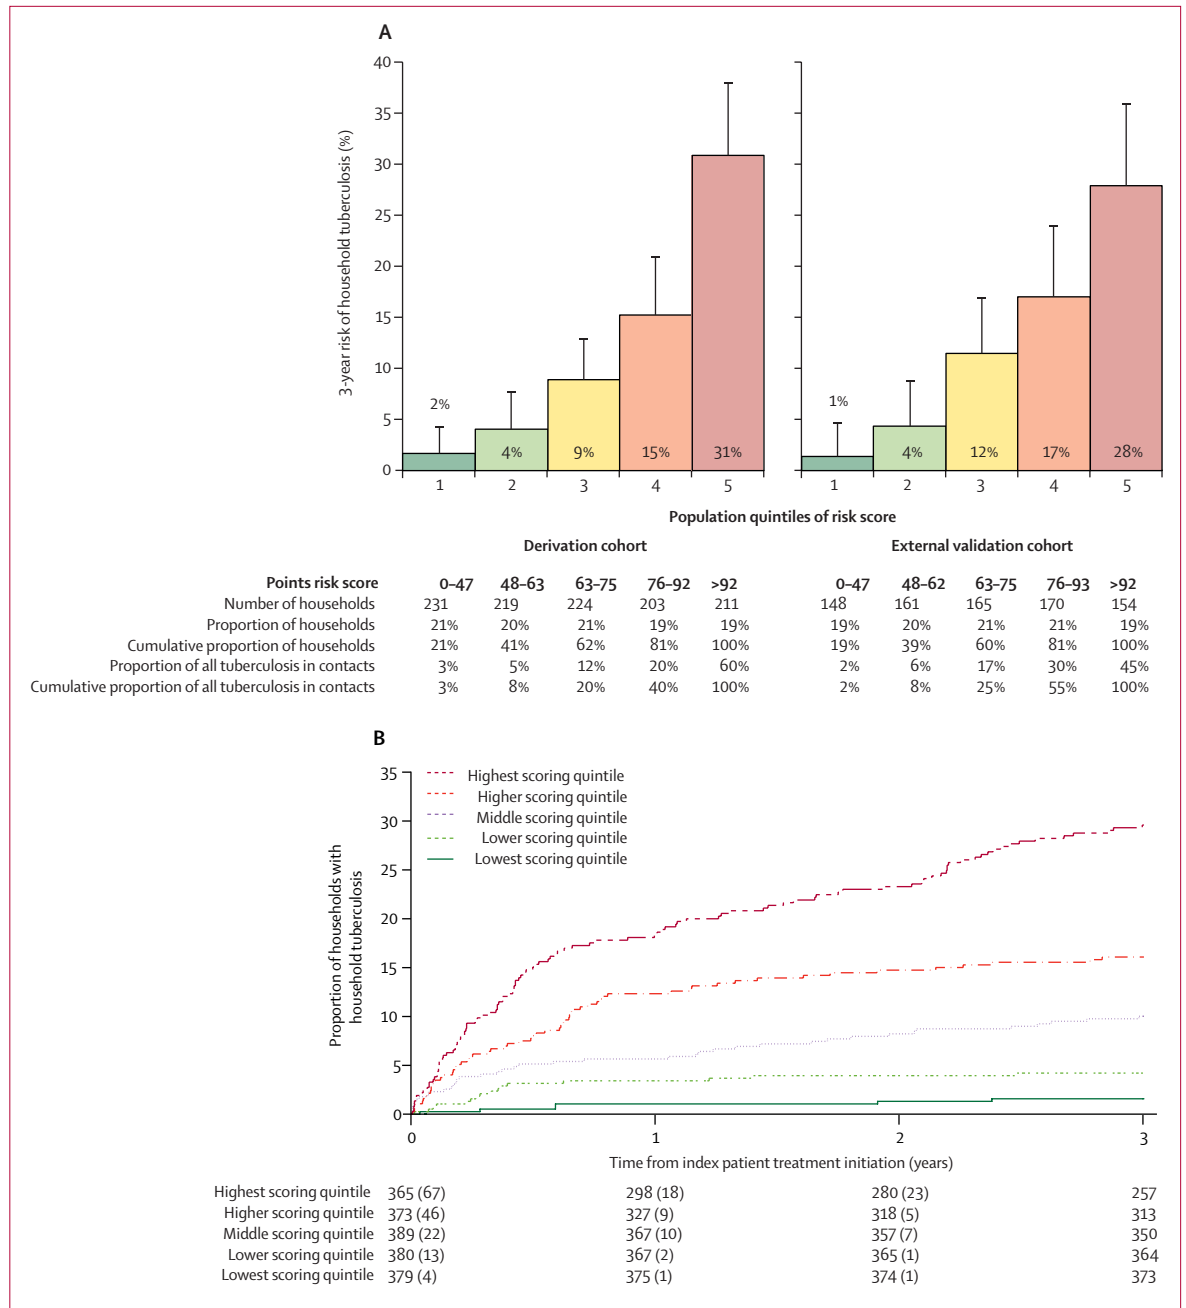 A
3-year risk of household tuberculosis (%)
40
35
30
25
20
15
10
5
0
2%
4%
9%
15%
31%
1 2 3 4 5
1%
4%
12%
17%
28%
1 2 3 4 5
Population quintiles of risk score
Derivation cohort External validation cohort
Points risk score 0–47 48–63 63–75 76–92 >92 0–47 48–62 63–75 76–93 >92
Number of households 231 219 224 203 211 148 161 165 170 154
Proportion of households 21% 20% 21% 19% 19% 19% 20% 21% 21% 19%
Cumulative proportion of households 21% 41% 62% 81% 100% 19% 39% 60% 81% 100%
Proportion of all tuberculosis in contacts 3% 5% 12% 20% 60% 2% 6% 17% 30% 45%
Cumulative proportion of all tuberculosis in contacts 3% 8% 20% 40% 100% 2% 8% 25% 55% 100%
B
Proportion of households with
household tuberculosis
35
30
25
20
15
10
5
0
Highest scoring quintile
Higher scoring quintile
Middle scoring quintile
Lower scoring quintile
Lowest scoring quintile
0 1 2 3
Time from index patient treatment initiation (years)
Highest scoring quintile 365 (67) 298 (18) 280 (23) 257
Higher scoring quintile 373 (46) 327 (9) 318 (5) 313
Middle scoring quintile 389 (22) 367 (10) 357 (7) 350
Lower scoring quintile 380 (13) 367 (2) 365 (1) 364
Lowest scoring quintile 379 (4) 375 (1) 374 (1) 373